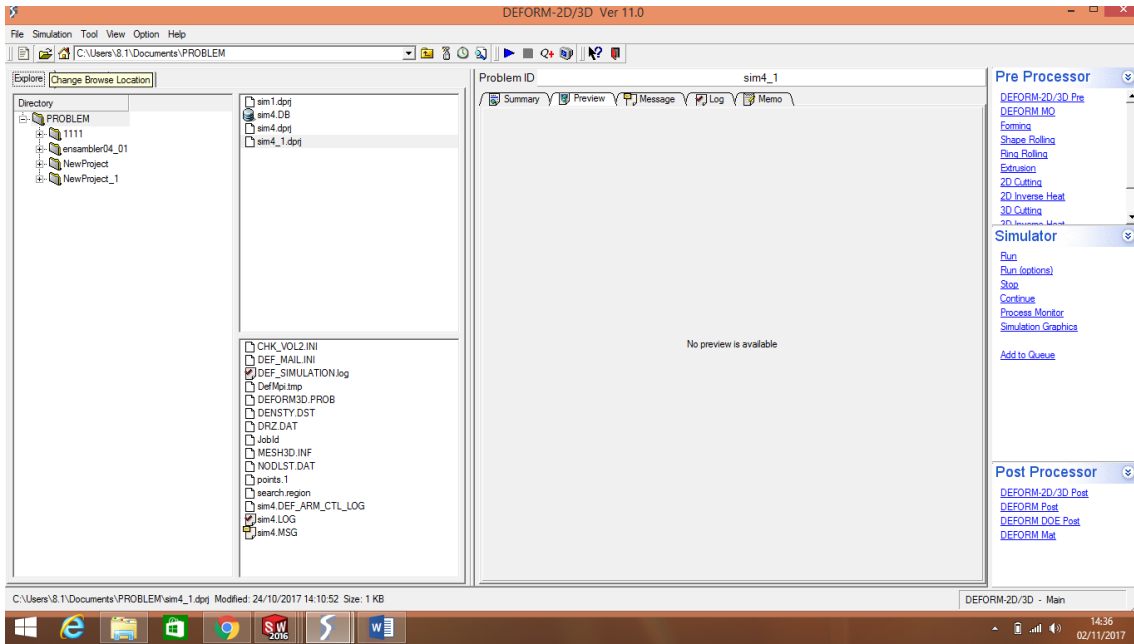 DEFORM-2D/3D Ver 11.0
File Simulation Tool View Option Help
C:\Users\8.1\Documents\PROBLEM
Explore
Change Browse Location
Directory
PROBLEM
1111
ensambler04_01
NewProject
NewProject_1
sim1.dprj
sim4.DB
sim4.dprj
sim4_1.dprj
CHK_VOL2.INI
DEF_MAIL.INI
DEF_SIMULATION.log
DefMpi.tmp
DEFORM3D.PROB
DENSTY.DST
DRZ.DAT
JobId
MESH3D.INF
NODLST.DAT
points.1
search.region
sim4.DEF_ARM_CTL_LOG
sim4.LOG
sim4.MSG
Problem ID sim4_1
Summary Preview Message Log Memo
No preview is available
Pre Processor
DEFORM-2D/3D Pre
DEFORM MO
Forming
Shape Rolling
Ring Rolling
Extrusion
2D Cutting
2D Inverse Heat
3D Cutting
Simulator
Run
Run (options)
Stop
Continue
Process Monitor
Simulation Graphics
Add to Queue
Post Processor
DEFORM-2D/3D Post
DEFORM Post
DEFORM DOE Post
DEFORM Mat
C:\Users\8.1\Documents\PROBLEM\sim4_1.dprj Modified: 24/10/2017 14:10:52 Size: 1 KB
DEFORM-2D/3D - Main
SW
2016
14:36
02/11/2017